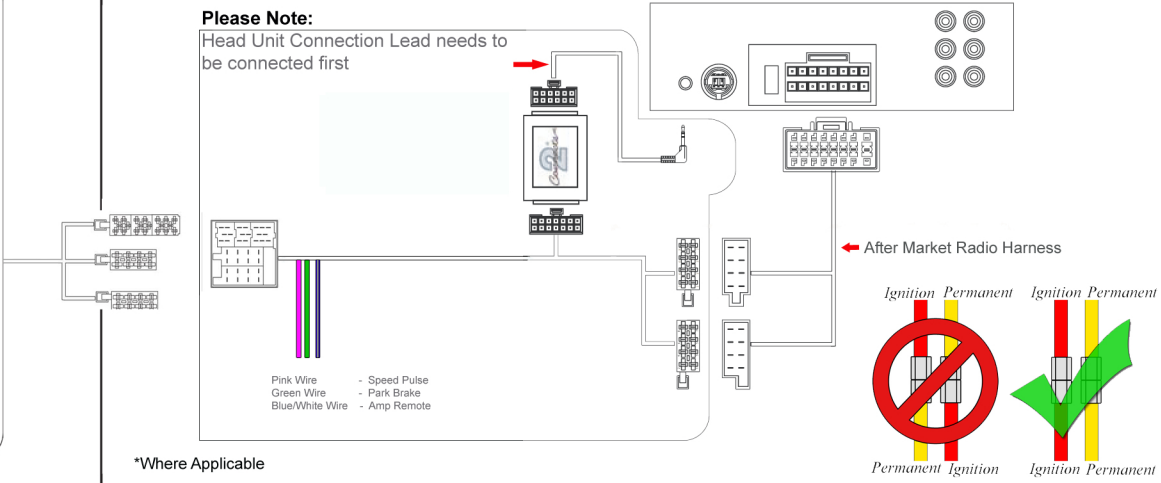 Please Note:
Head Unit Connection Lead needs to
be connected first
Connects 2
After Market Radio Harness
Ignition Permanent
Ignition Permanent
Pink Wire - Speed Pulse
Green Wire - Park Brake
Blue/White Wire - Amp Remote
Permanent Ignition
Ignition Permanent
*Where Applicable